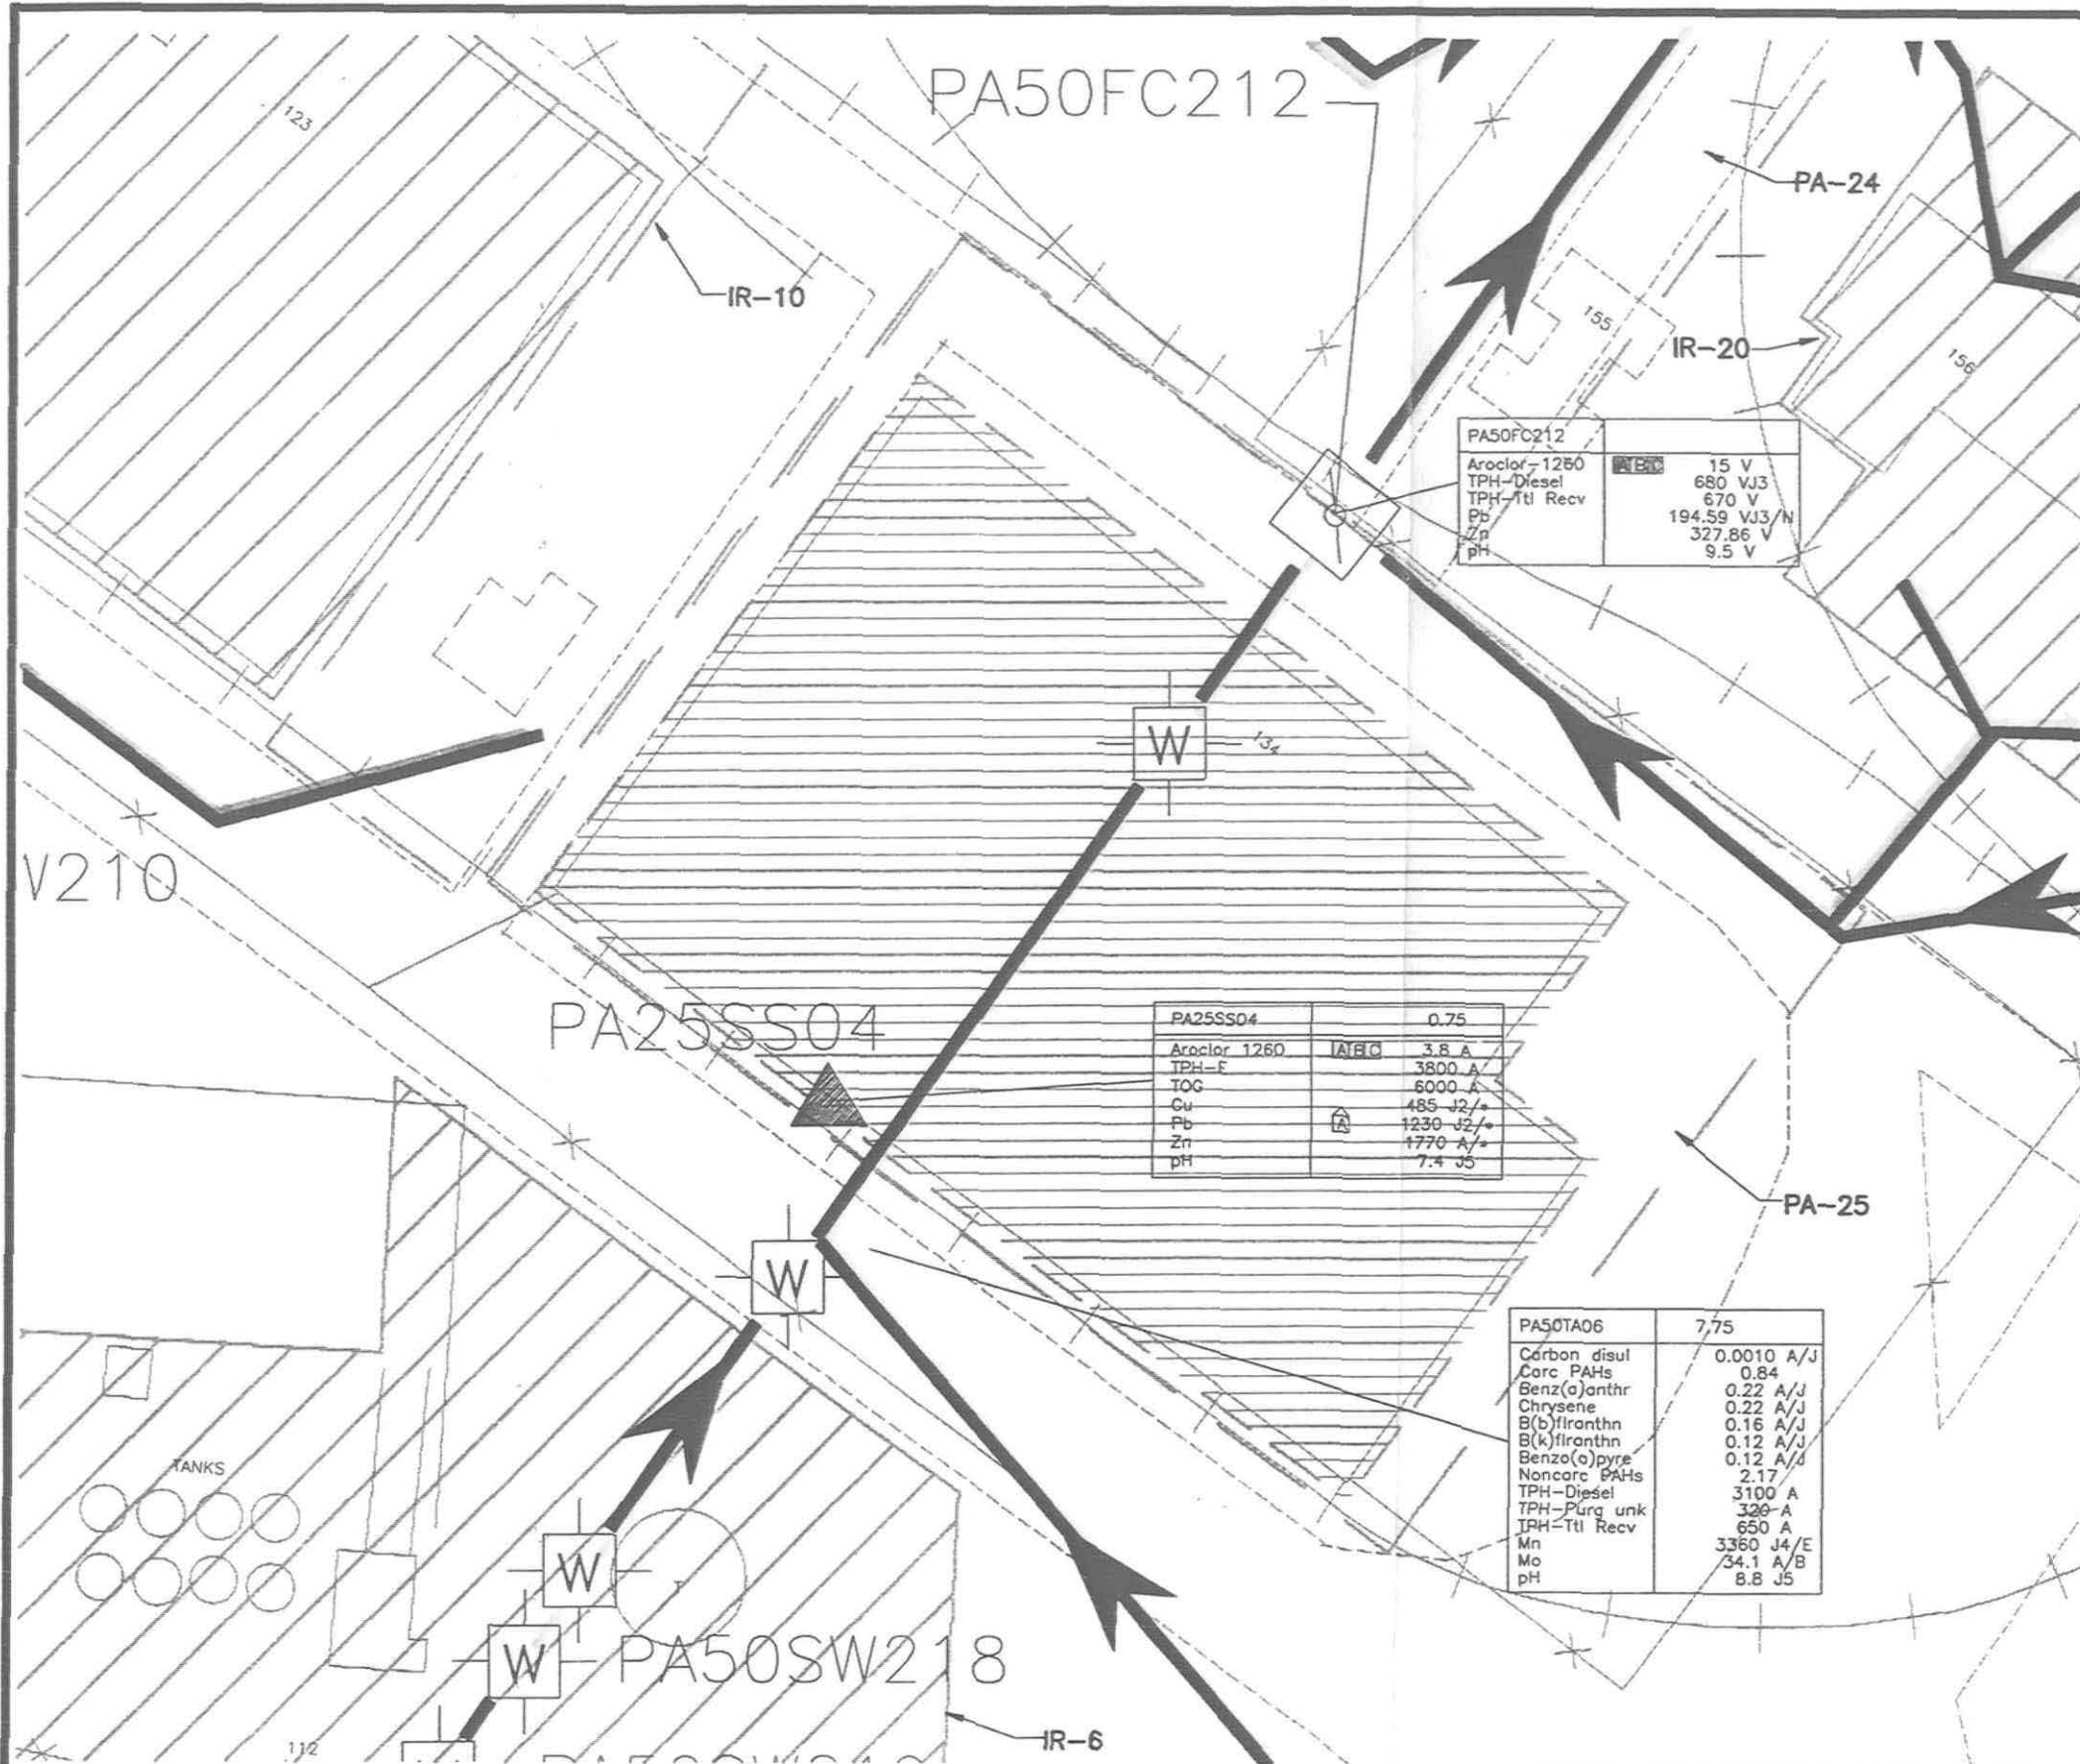 PA50FC212
123
PA-24
IR-10
155
IR-20
156
PA50FC212
Aroclor-1260 ABC 15 V
TPH-Diesel 680 VJ3
TPH-Ttl Recv 670 V
Pb 194.59 VJ3/N
Zn 327.86 V
pH 9.5 V
W
134
V210
PA25SS04
PA25SS04 0.75
Aroclor 1260 ABC 3.8 A
TPH-E 3800 A
TOG 6000 A
Cu 485 J2/*
Pb A 1230 J2/*
Zn 1770 A/*
pH 7.4 J5
PA-25
W
PA50TA06 7.75
Carbon disul 0.0010 A/J
Carc PAHs 0.84
Benz(a)anthr 0.22 A/J
Chrysene 0.22 A/J
B(b)flranthn 0.16 A/J
B(k)flranthn 0.12 A/J
Benzo(a)pyre 0.12 A/J
Noncarc PAHs 2.17
TPH-Diesel 3100 A
TPH-Purg unk 320 A
TPH-Ttl Recv 650 A
Mn 3360 J4/E
Mo 34.1 A/B
pH 8.8 J5
TANKS
W
W
PA50SW218
IR-6
112